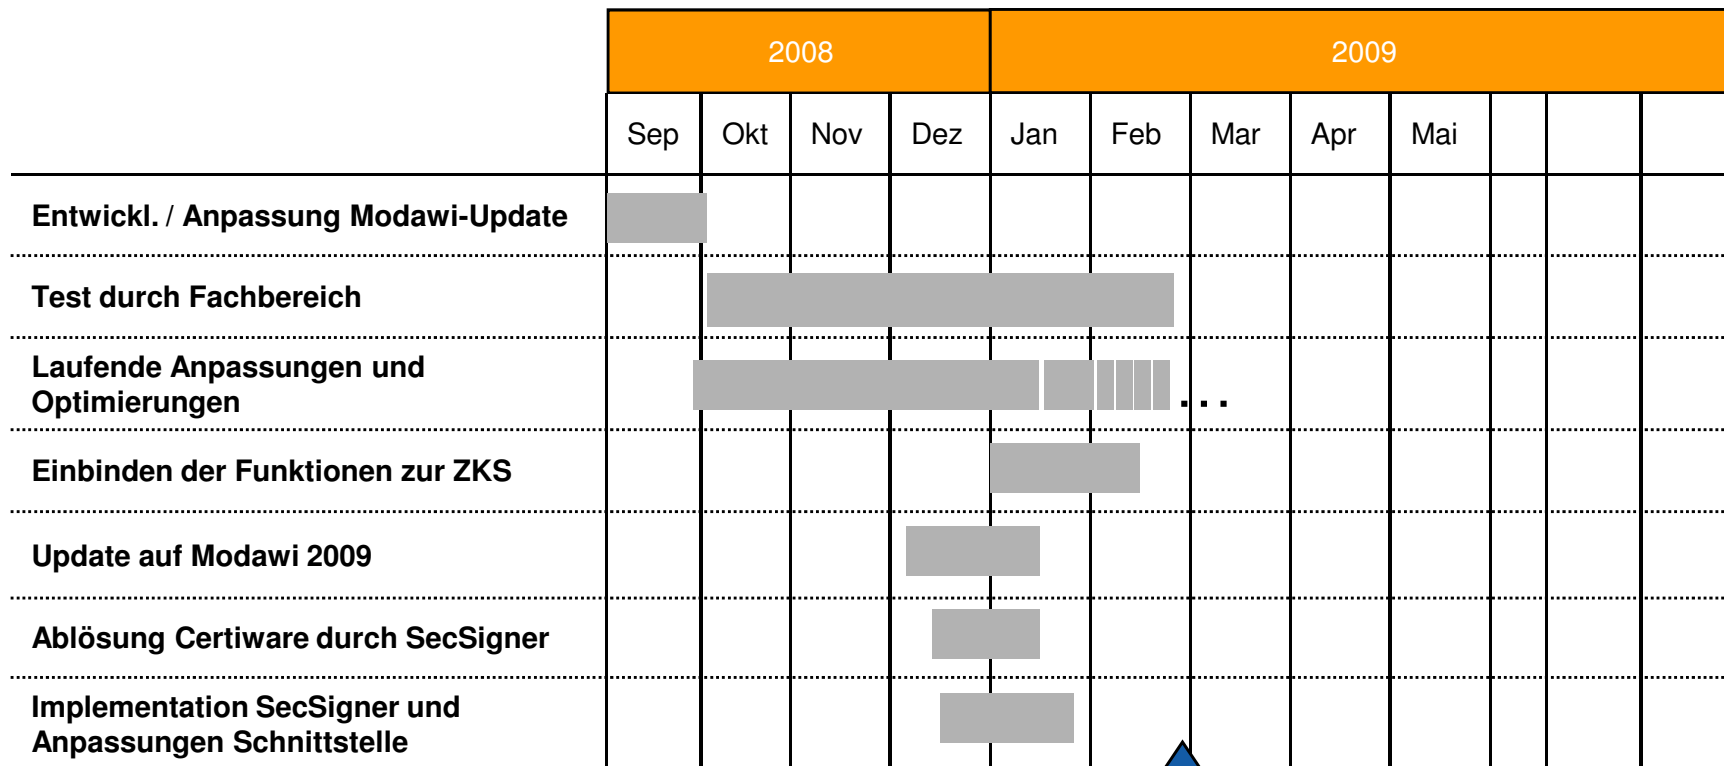 2008 2009
Sep Okt Nov Dez Jan Feb Mar Apr Mai
Entwickl. / Anpassung Modawi-Update
Test durch Fachbereich
Laufende Anpassungen und
Optimierungen
...
Einbinden der Funktionen zur ZKS
Update auf Modawi 2009
Ablösung Certiware durch SecSigner
Implementation SecSigner und
Anpassungen Schnittstelle